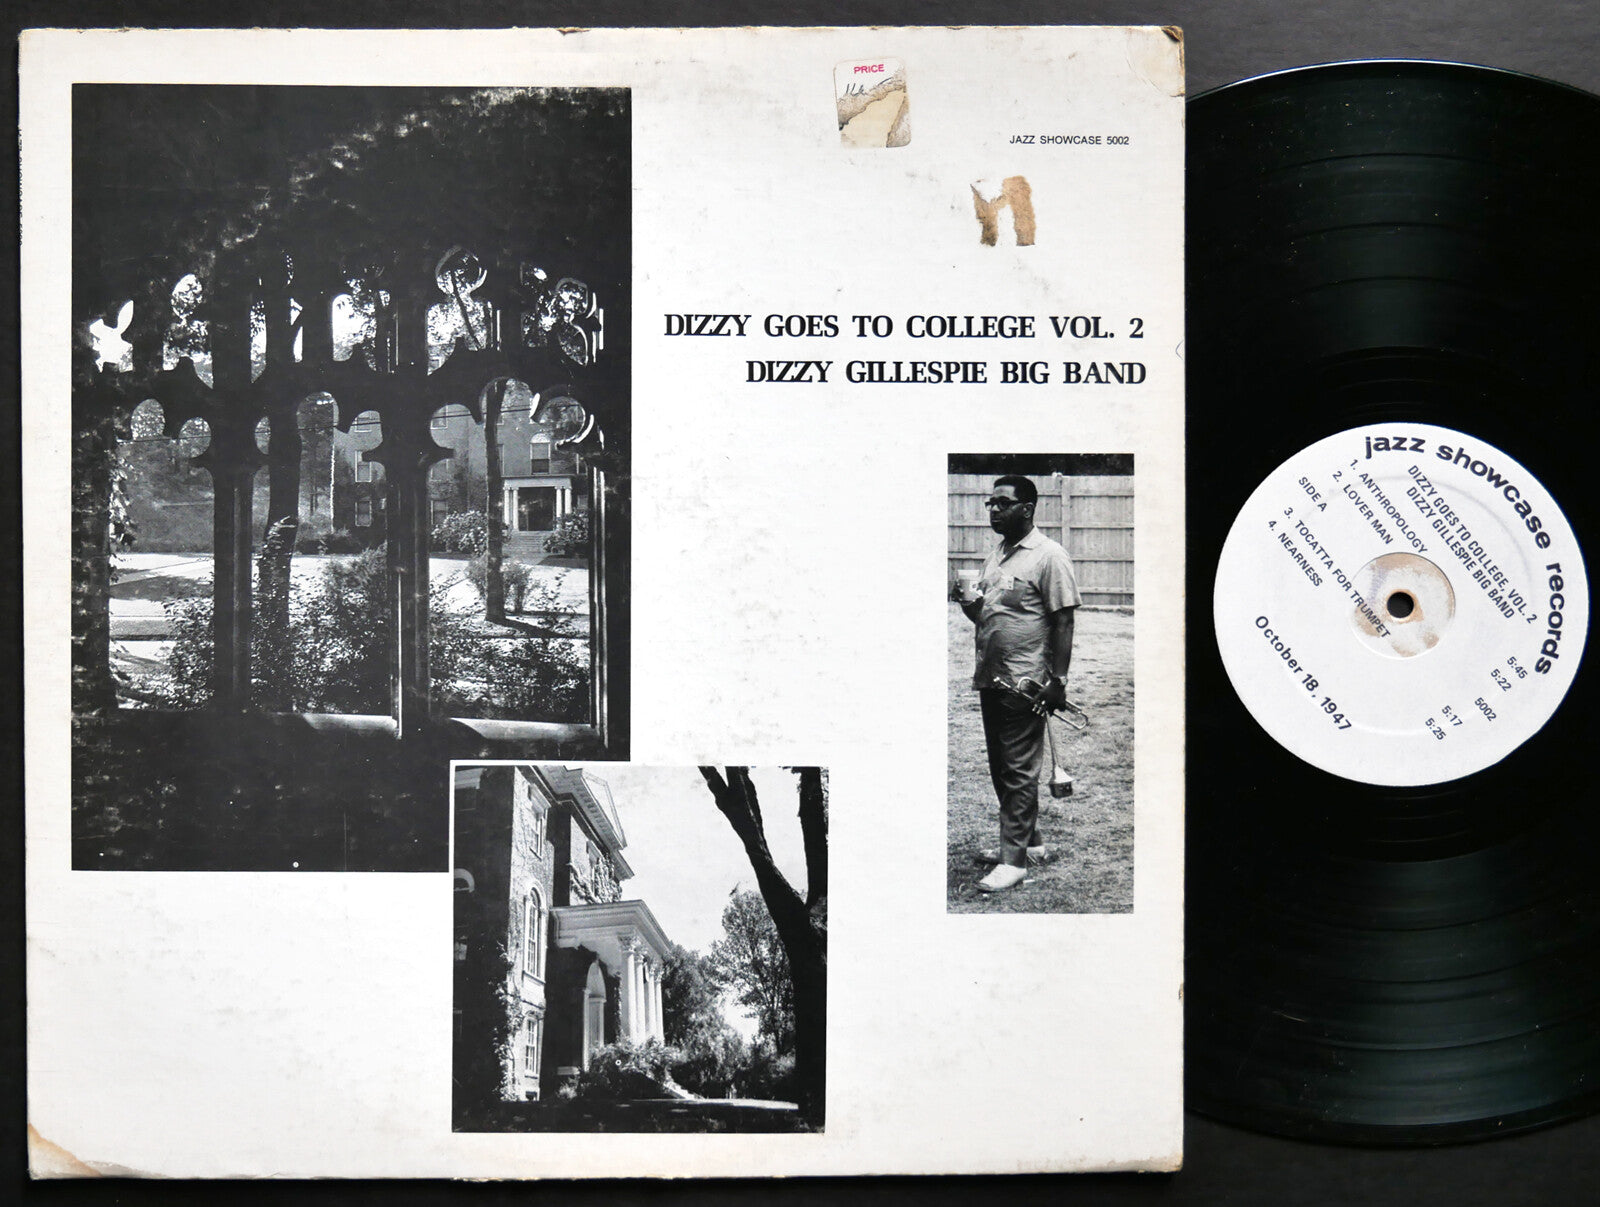 PRICE
JAZZ SHOWCASE 5002
DIZZY GOES TO COLLEGE VOL. 2
DIZZY GILLESPIE BIG BAND
jazz showcase records
DIZZY GOES TO COLLEGE, VOL. 2
DIZZY GILLESPIE BIG BAND
1. ANTHROPOLOGY 5:45
2. LOVER MAN 5:22
SIDE A 5002
3. TOCATTA FOR TRUMPET 5:17
4. NEARNESS 5:25
October 18, 1947